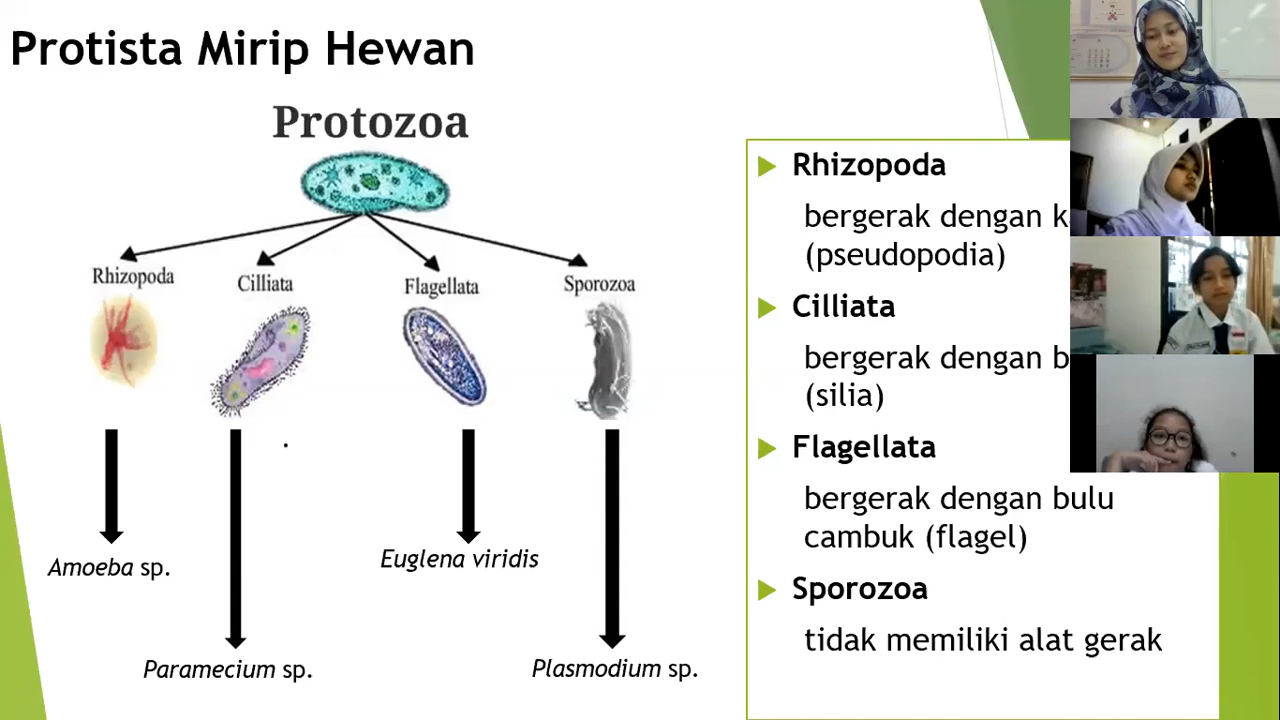 Protista Mirip Hewan
Protozoa
Rhizopoda
Cilliata
Flagellata
Sporozoa
Amoeba sp.
Paramecium sp.
Euglena viridis
Plasmodium sp.
Rhizopoda
bergerak dengan
(pseudopodia)
Cilliata
bergerak dengan
(silia)
Flagellata
bergerak dengan bulu
cambuk (flagel)
Sporozoa
tidak memiliki alat gerak